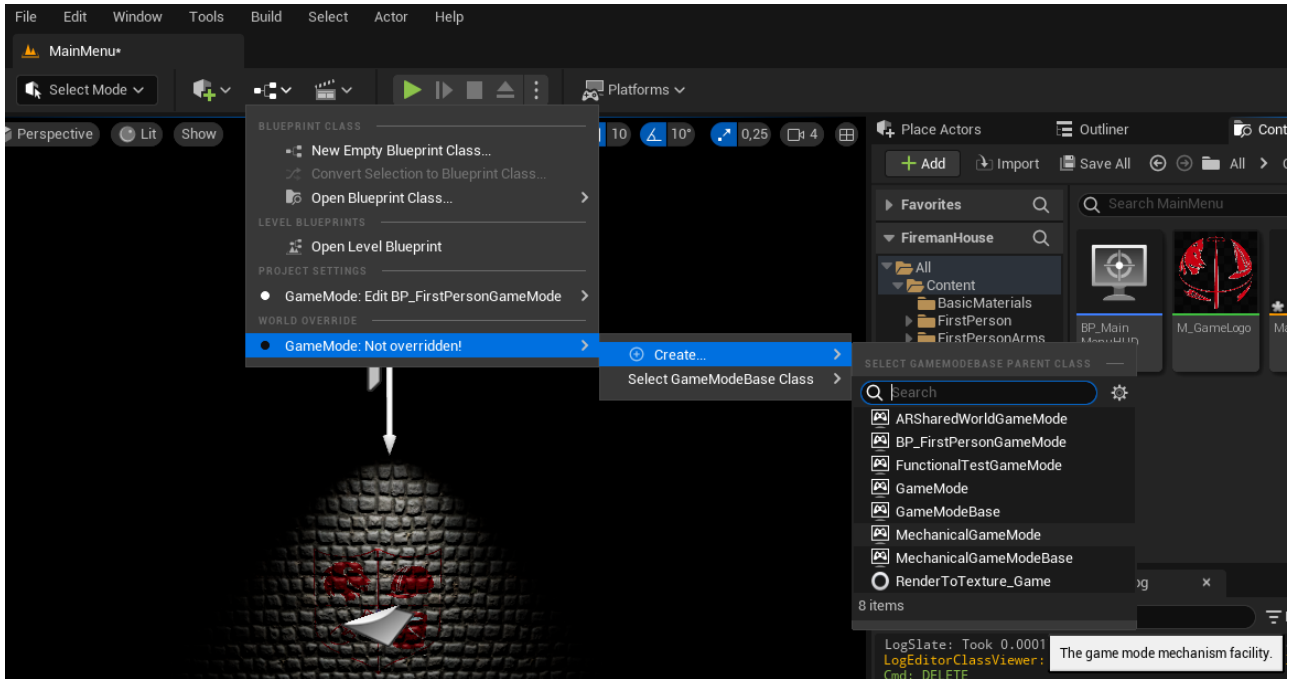 File Edit Window Tools Build Select Actor Help
MainMenu*
Select Mode Platforms
Perspective Lit Show 10 10° 0,25 4
BLUEPRINT CLASS
New Empty Blueprint Class...
Convert Selection to Blueprint Class...
Open Blueprint Class...
LEVEL BLUEPRINTS
Open Level Blueprint
PROJECT SETTINGS
GameMode: Edit BP_FirstPersonGameMode
WORLD OVERRIDE
GameMode: Not overridden!
Create...
Select GameModeBase Class
Place Actors Outliner Cont
Add Import Save All All
Favorites Search MainMenu
FiremanHouse
All
Content
BasicMaterials
FirstPerson
FirstPersonArms
BP_Main
MenuHUD
M_GameLogo
Ma
SELECT GAMEMODEBASE PARENT CLASS
Search
ARSharedWorldGameMode
BP_FirstPersonGameMode
FunctionalTestGameMode
GameMode
GameModeBase
MechanicalGameMode
MechanicalGameModeBase
RenderToTexture_Game
8 items
og
LogSlate: Took 0.0001
LogEditorClassViewer:
Cmd: DELETE
The game mode mechanism facility.